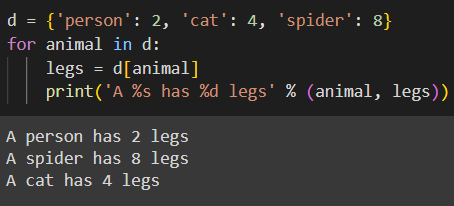 d = {'person': 2, 'cat': 4, 'spider': 8}
for animal in d:
    legs = d[animal]
    print('A %s has %d legs' % (animal, legs))
A person has 2 legs
A spider has 8 legs
A cat has 4 legs